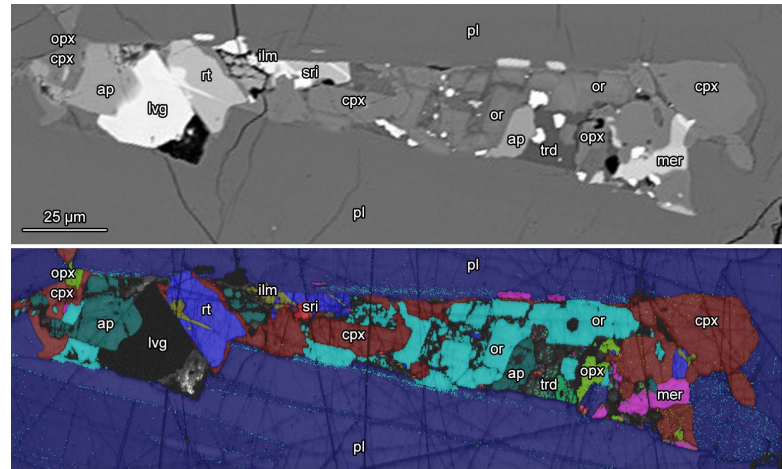 opx
pl
cpx
ilm
rt
sri
ap
lvg
cpx
or
or
cpx
ap
opx
trd
mer
25 µm
pl
opx
pl
cpx
ilm
rt
sri
ap
lvg
cpx
or
or
cpx
ap
opx
trd
mer
pl